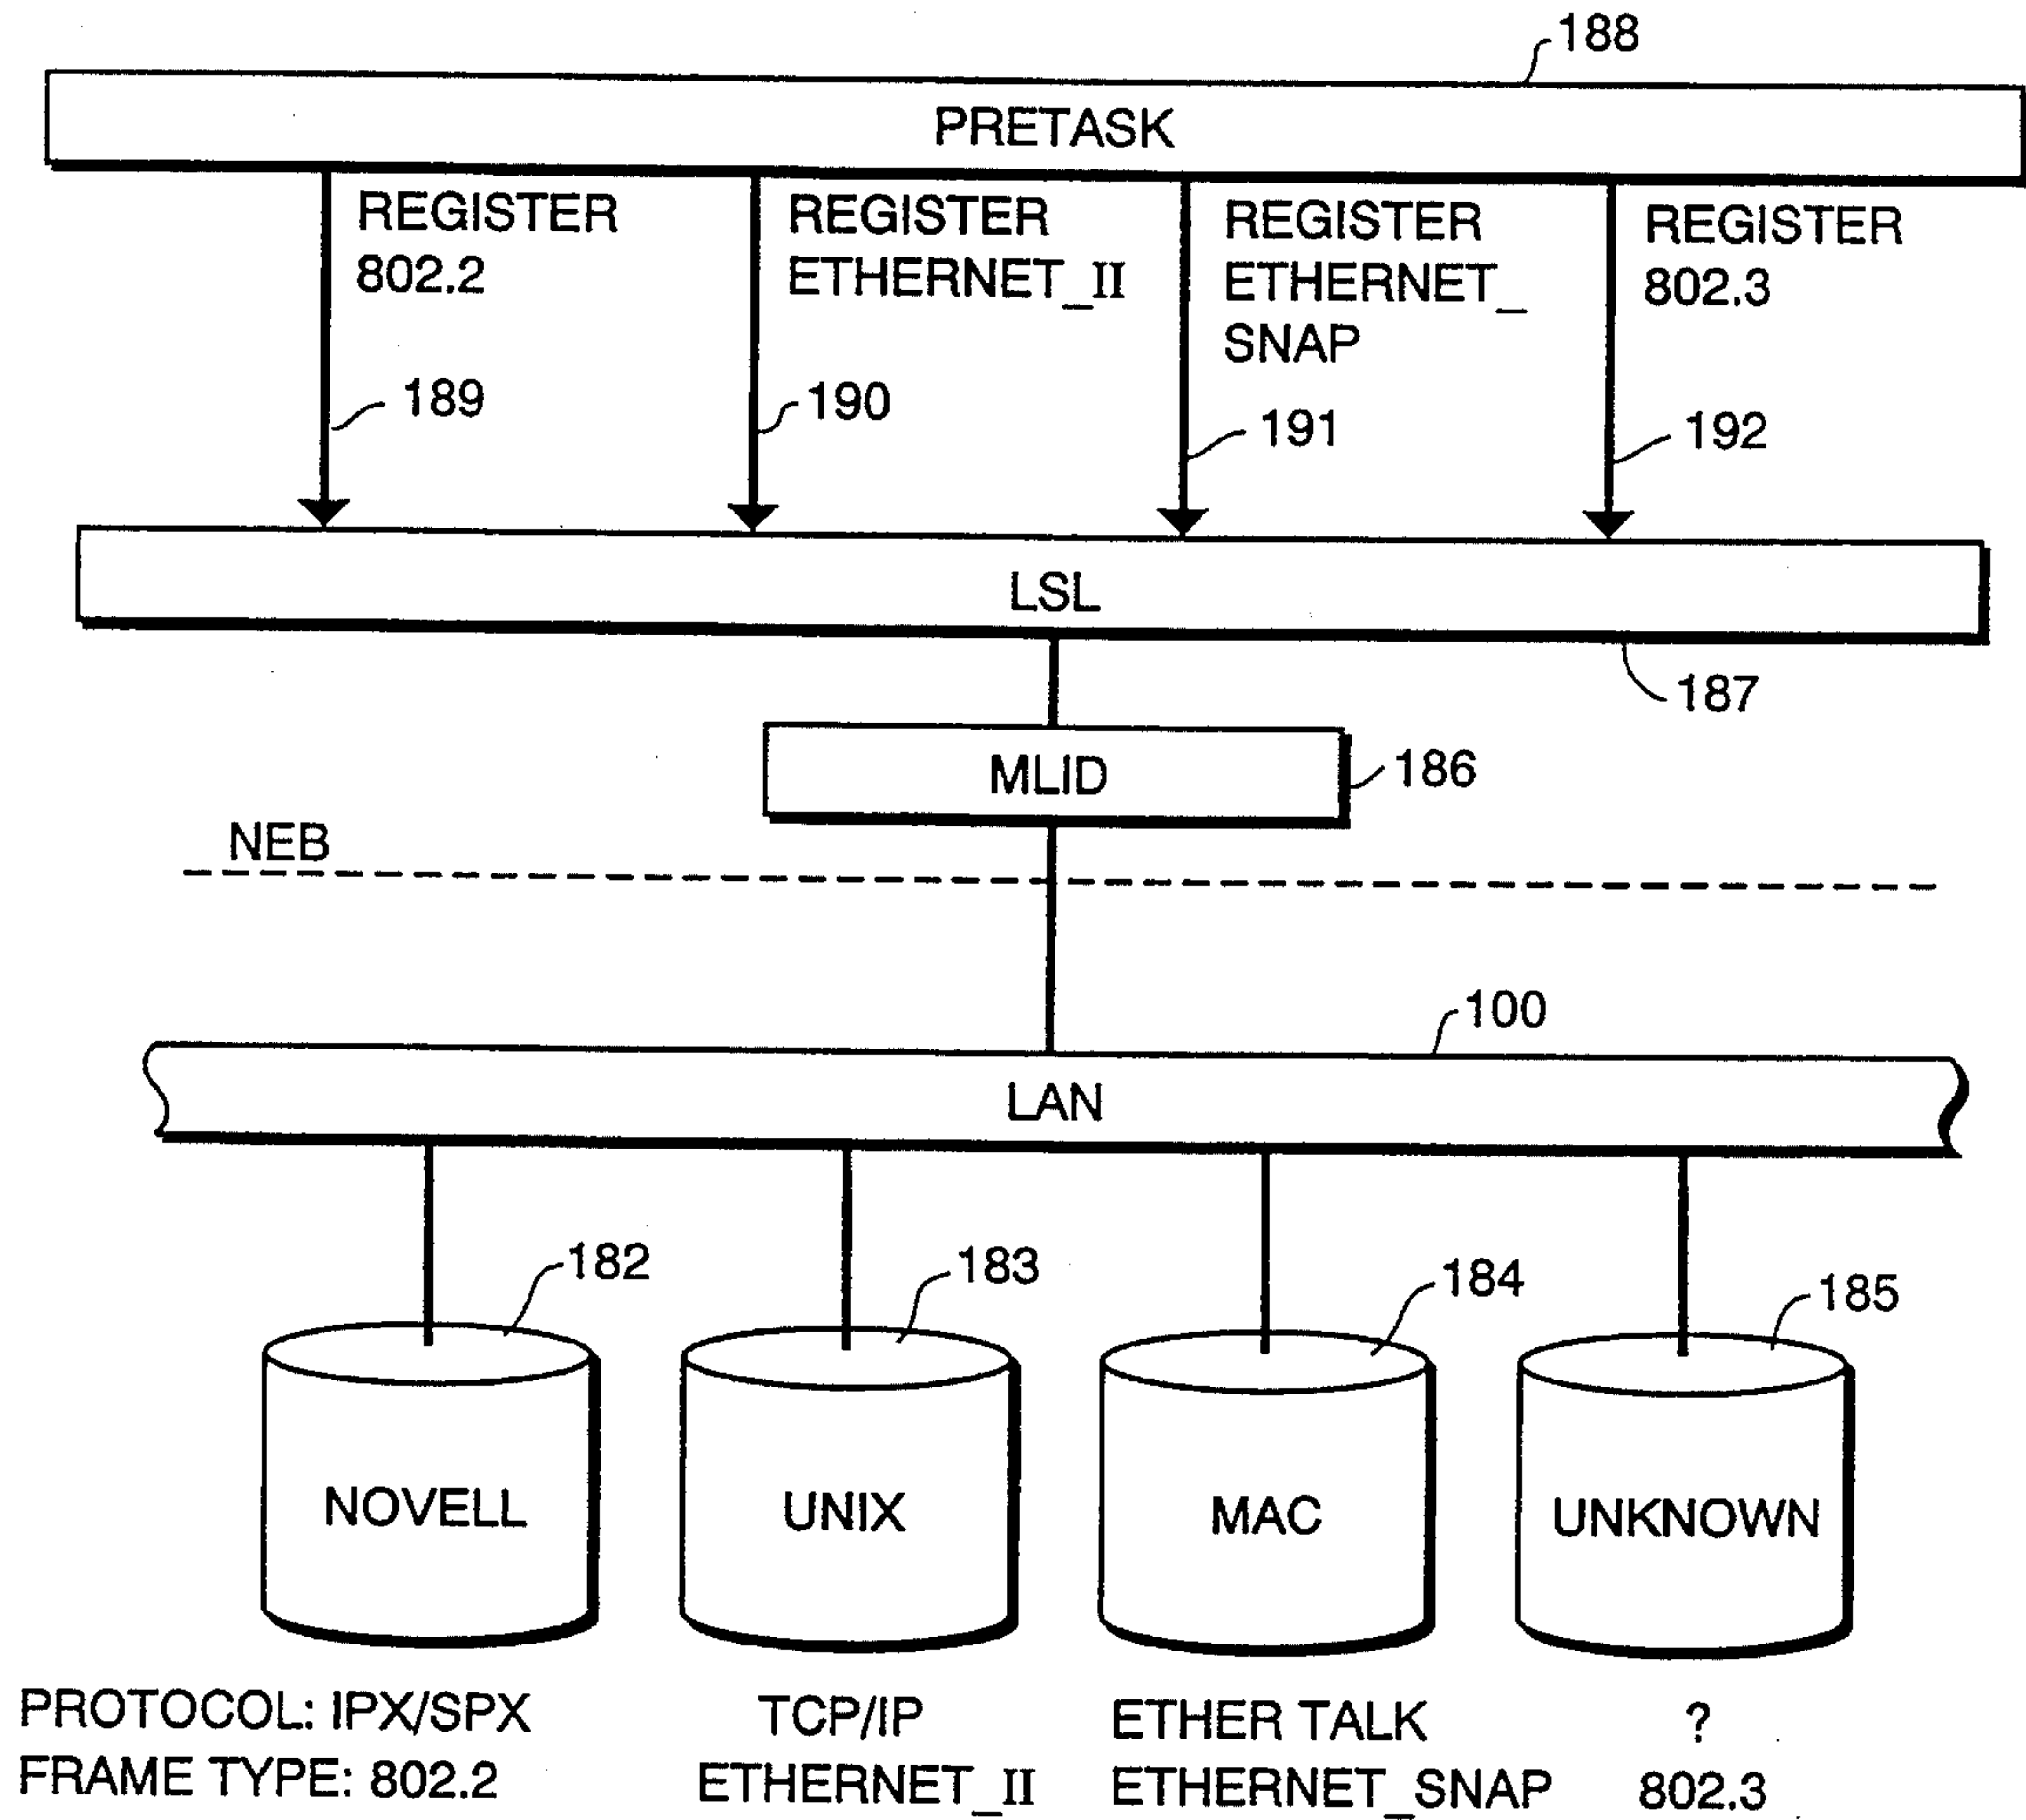 188
PRETASK
REGISTER
802.2
REGISTER
ETHERNET_II
REGISTER
ETHERNET_
SNAP
REGISTER
802.3
189
190
191
192
LSL
187
MLID
186
NEB
100
LAN
182
183
184
185
NOVELL
UNIX
MAC
UNKNOWN
PROTOCOL: IPX/SPX TCP/IP ETHER TALK ?
FRAME TYPE: 802.2 ETHERNET_II ETHERNET_SNAP 802.3